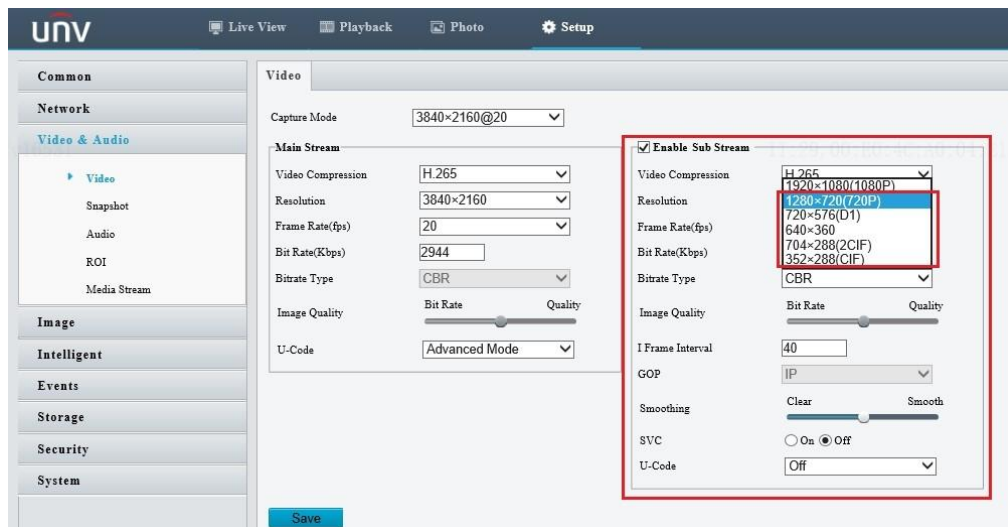 unv
Live View
Playback
Photo
Setup
Common
Network
Video & Audio
Video
Snapshot
Audio
ROI
Media Stream
Image
Intelligent
Events
Storage
Security
System
Video
Capture Mode 3840×2160@20
Main Stream
Video Compression H.265
Resolution 3840×2160
Frame Rate(fps) 20
Bit Rate(Kbps) 2944
Bitrate Type CBR
Image Quality Bit Rate Quality
U-Code Advanced Mode
Enable Sub Stream
Video Compression H.265
Resolution
Frame Rate(fps)
Bit Rate(Kbps)
1920×1080(1080P)
1280×720(720P)
720×576(D1)
640×360
704×288(2CIF)
352×288(CIF)
Bitrate Type CBR
Image Quality Bit Rate Quality
I Frame Interval 40
GOP IP
Smoothing Clear Smooth
SVC On Off
U-Code Off
Save